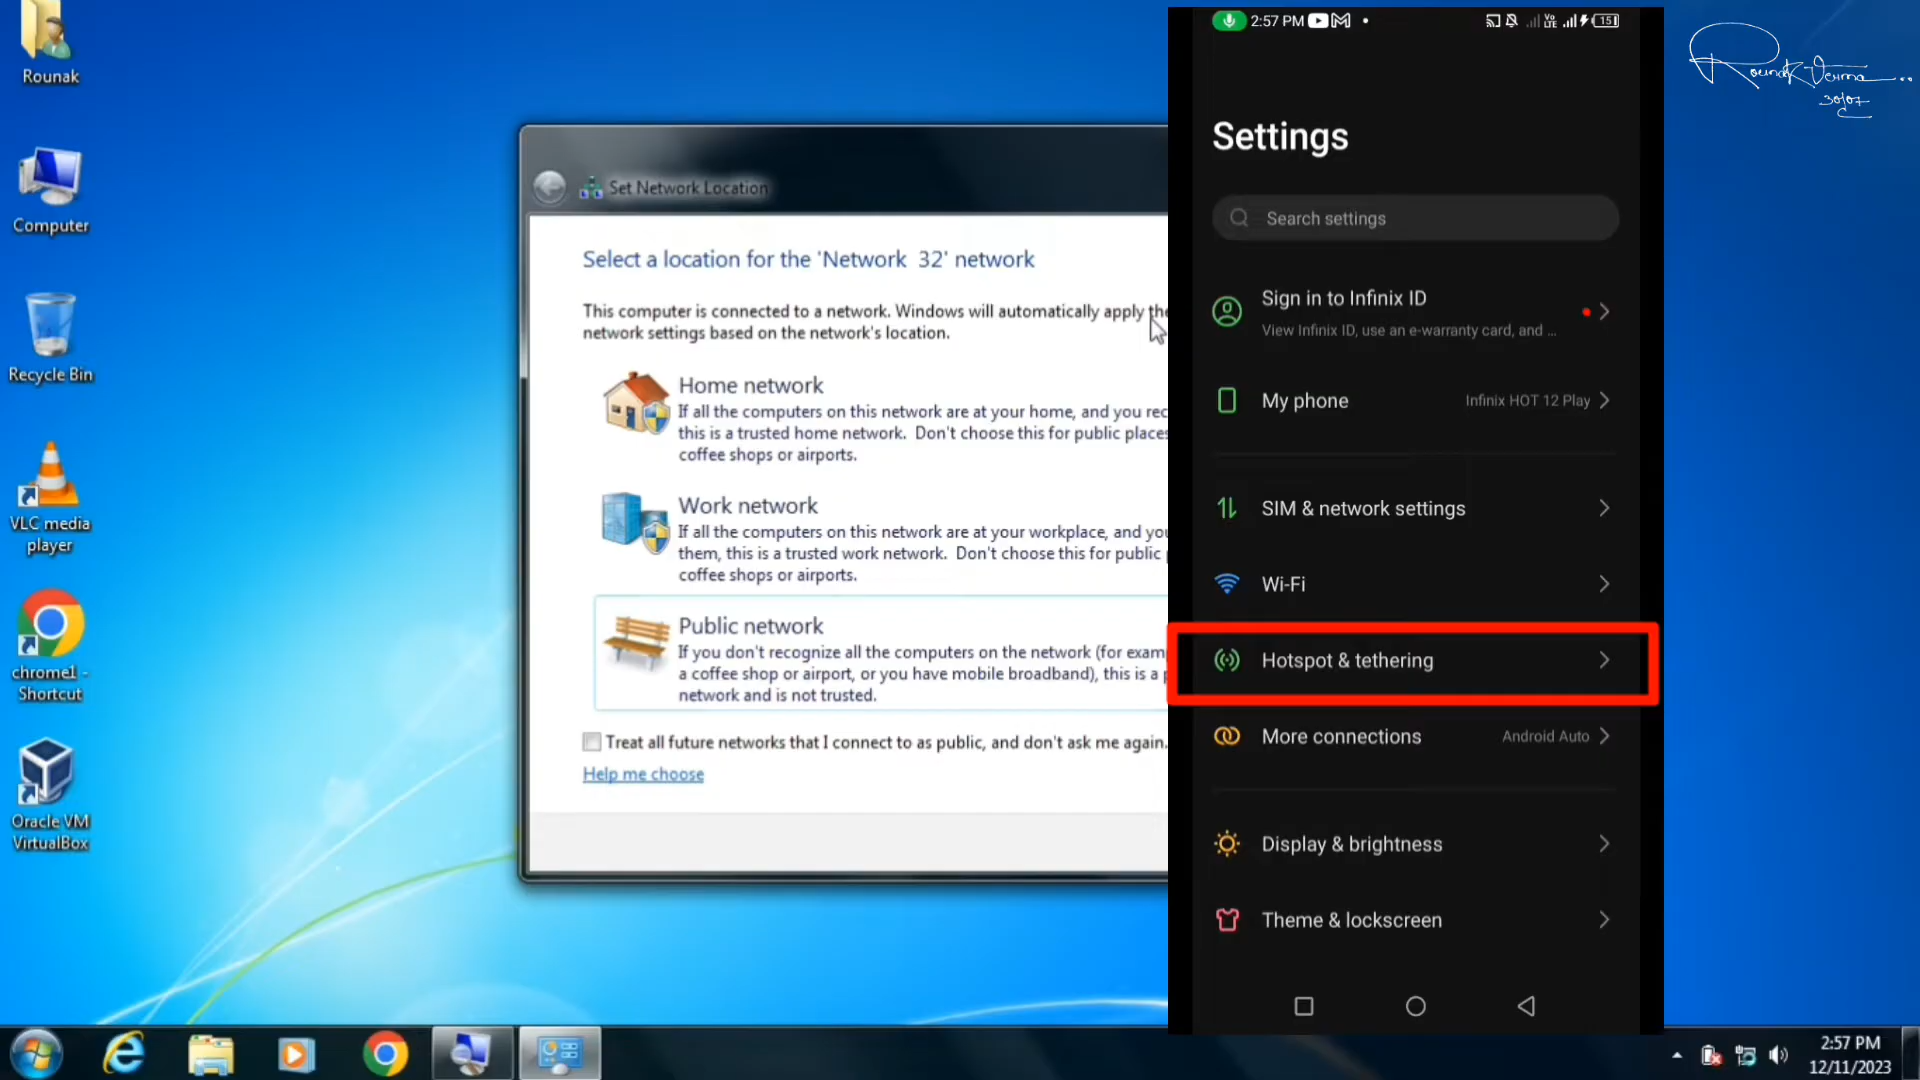 Rounak
Computer
Recycle Bin
VLC media
player
chrome1 -
Shortcut
Oracle VM
VirtualBox
Set Network Location
Select a location for the 'Network 32' network
This computer is connected to a network. Windows will automatically apply the
network settings based on the network's location.
Home network
If all the computers on this network are at your home, and you rec
this is a trusted home network. Don't choose this for public places
coffee shops or airports.
Work network
If all the computers on this network are at your workplace, and you
them, this is a trusted work network. Don't choose this for public
coffee shops or airports.
Public network
If you don't recognize all the computers on the network (for exam
a coffee shop or airport, or you have mobile broadband), this is a p
network and is not trusted.
Treat all future networks that I connect to as public, and don't ask me again.
Help me choose
2:57 PM
Vo
LTE
15
Settings
Search settings
Sign in to Infinix ID
View Infinix ID, use an e-warranty card, and ...
My phone Infinix HOT 12 Play
SIM & network settings
Wi-Fi
Hotspot & tethering
More connections Android Auto
Display & brightness
Theme & lockscreen
Rounak Verma
2:57 PM
12/11/2023